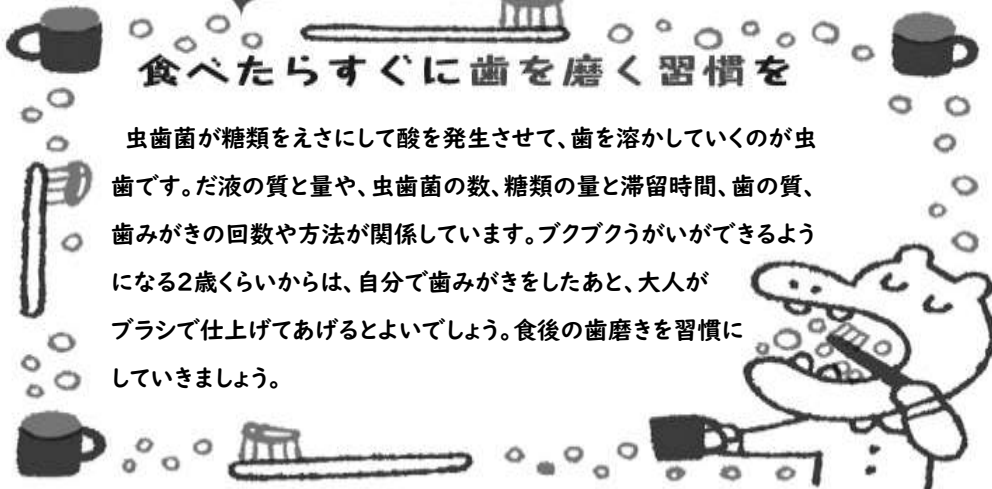 食べたらすぐに歯を磨く習慣を
虫歯菌が糖類をえさにして酸を発生させて、歯を溶かしていくのが虫
歯です。だ液の質と量や、虫歯菌の数、糖類の量と滞留時間、歯の質、
歯みがきの回数や方法が関係しています。ブクブクうがいができるよう
になる2歳くらいからは、自分で歯みがきをしたあと、大人が
ブラシで仕上げてあげるとよいでしょう。食後の歯磨きを習慣に
していきましょう。